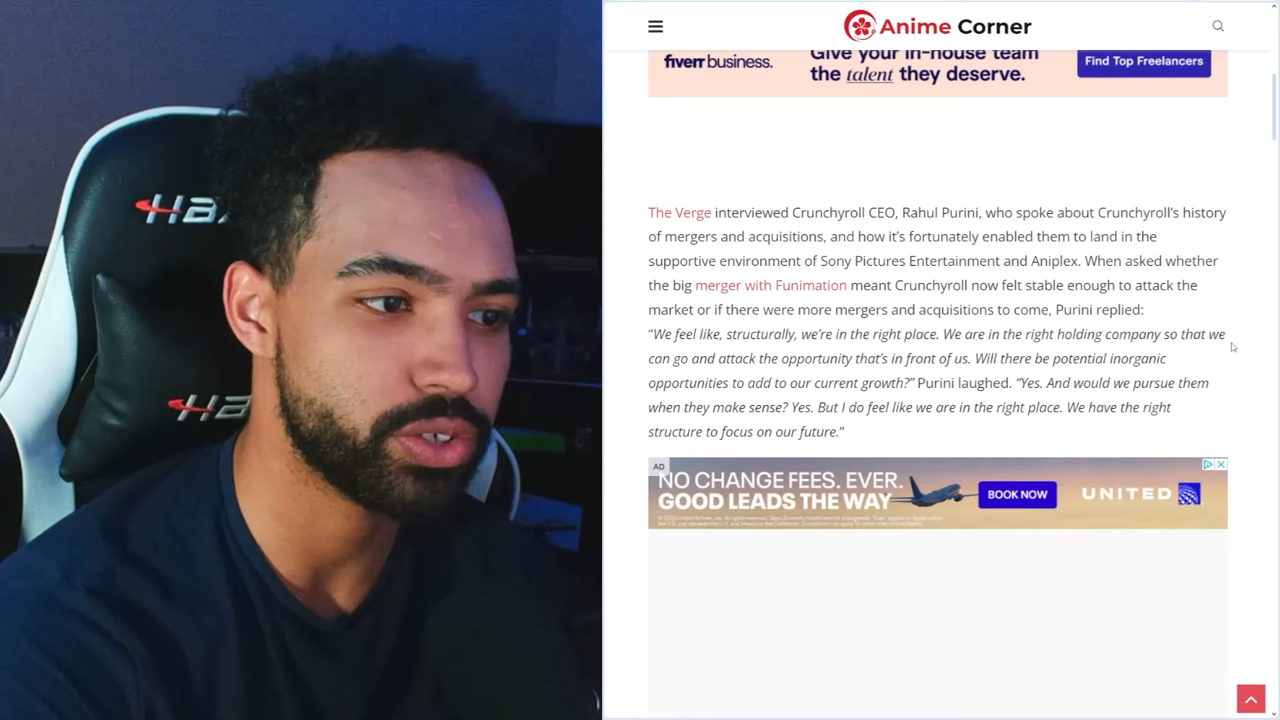 HB
HB
Anime Corner
fiverr business.
Give your in-house team
the talent they deserve.
Find Top Freelancers
The Verge interviewed Crunchyroll CEO, Rahul Purini, who spoke about Crunchyroll's history
of mergers and acquisitions, and how it's fortunately enabled them to land in the
supportive environment of Sony Pictures Entertainment and Aniplex. When asked whether
the big merger with Funimation meant Crunchyroll now felt stable enough to attack the
market or if there were more mergers and acquisitions to come, Purini replied:
“We feel like, structurally, we're in the right place. We are in the right holding company so that we
can go and attack the opportunity that's in front of us. Will there be potential inorganic
opportunities to add to our current growth?” Purini laughed. “Yes. And would we pursue them
when they make sense? Yes. But I do feel like we are in the right place. We have the right
structure to focus on our future.“
AD
NO CHANGE FEES. EVER.
GOOD LEADS THE WAY
BOOK NOW
UNITED